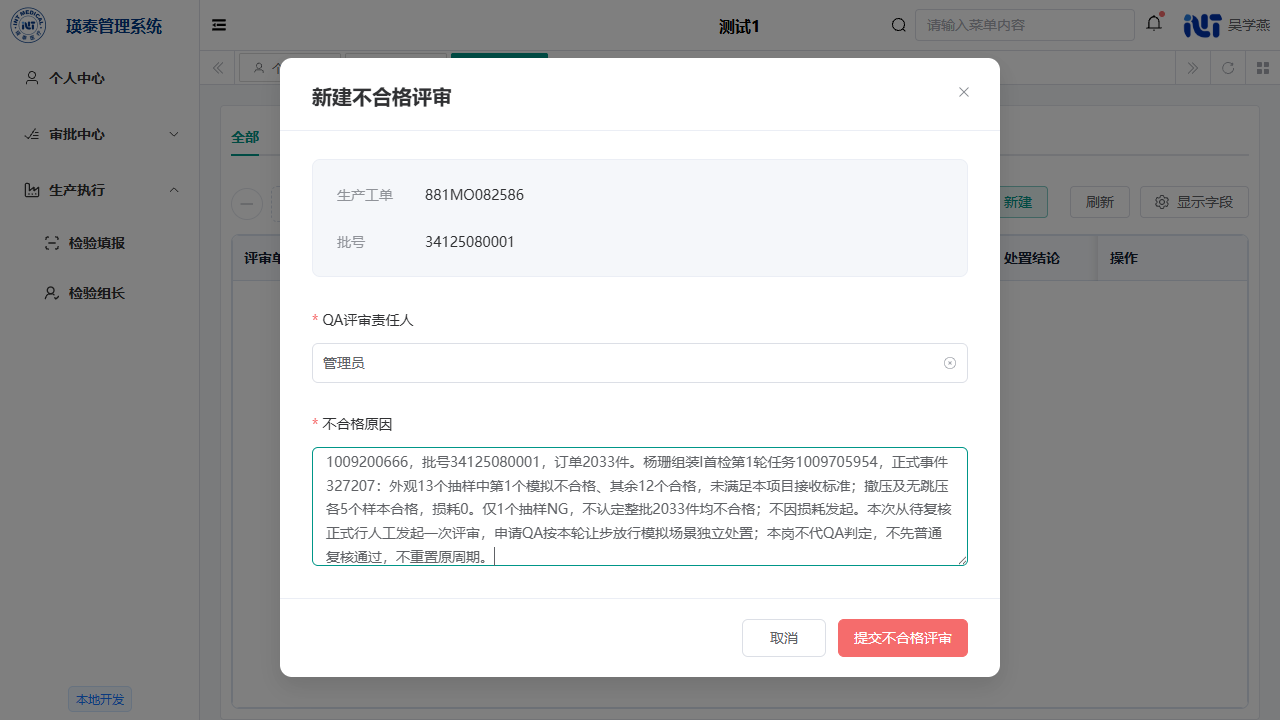 瑛泰管理系统
测试1
请输入菜单内容
吴学燕
个人中心
审批中心
生产执行
检验填报
检验组长
本地开发
全部
新建
刷新
显示字段
处置结论
操作
新建不合格评审
生产工单 881MO082586
批号 34125080001
* QA评审责任人
管理员
* 不合格原因
1009200666，批号34125080001，订单2033件。杨珊组装I首检第1轮任务1009705954，正式事件
327207：外观13个抽样中第1个模拟不合格、其余12个合格，未满足本项目接收标准；撤压及无跳压
各5个样本合格，损耗0。仅1个抽样NG，不认定整批2033件均不合格；不因损耗发起。本次从待复核
正式行人工发起一次评审，申请QA按本轮让步放行模拟场景独立处置；本岗不代QA判定，不先普通
复核通过，不重置原周期。
取消
提交不合格评审